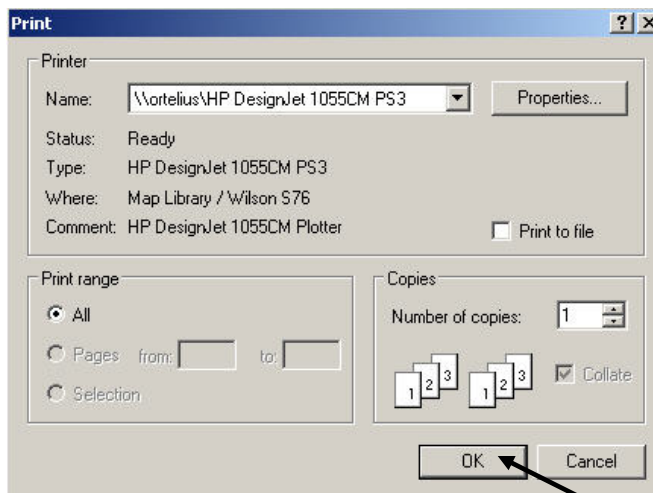 Print
Printer
Name: \\ortelius\HP DesignJet 1055CM PS3 Properties...
Status: Ready
Type: HP DesignJet 1055CM PS3
Where: Map Library / Wilson S76
Comment: HP DesignJet 1055CM Plotter Print to file
Print range
All
Pages from: to:
Selection
Copies
Number of copies: 1
1 2 3 1 2 3 Collate
OK Cancel